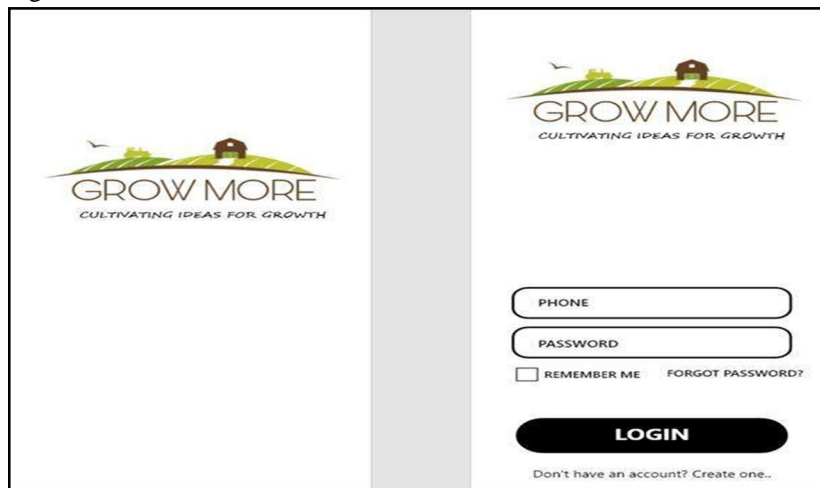 GROW MORE
CULTIVATING IDEAS FOR GROWTH
GROW MORE
CULTIVATING IDEAS FOR GROWTH
PHONE
PASSWORD
REMEMBER ME FORGOT PASSWORD?
LOGIN
Don't have an account? Create one..